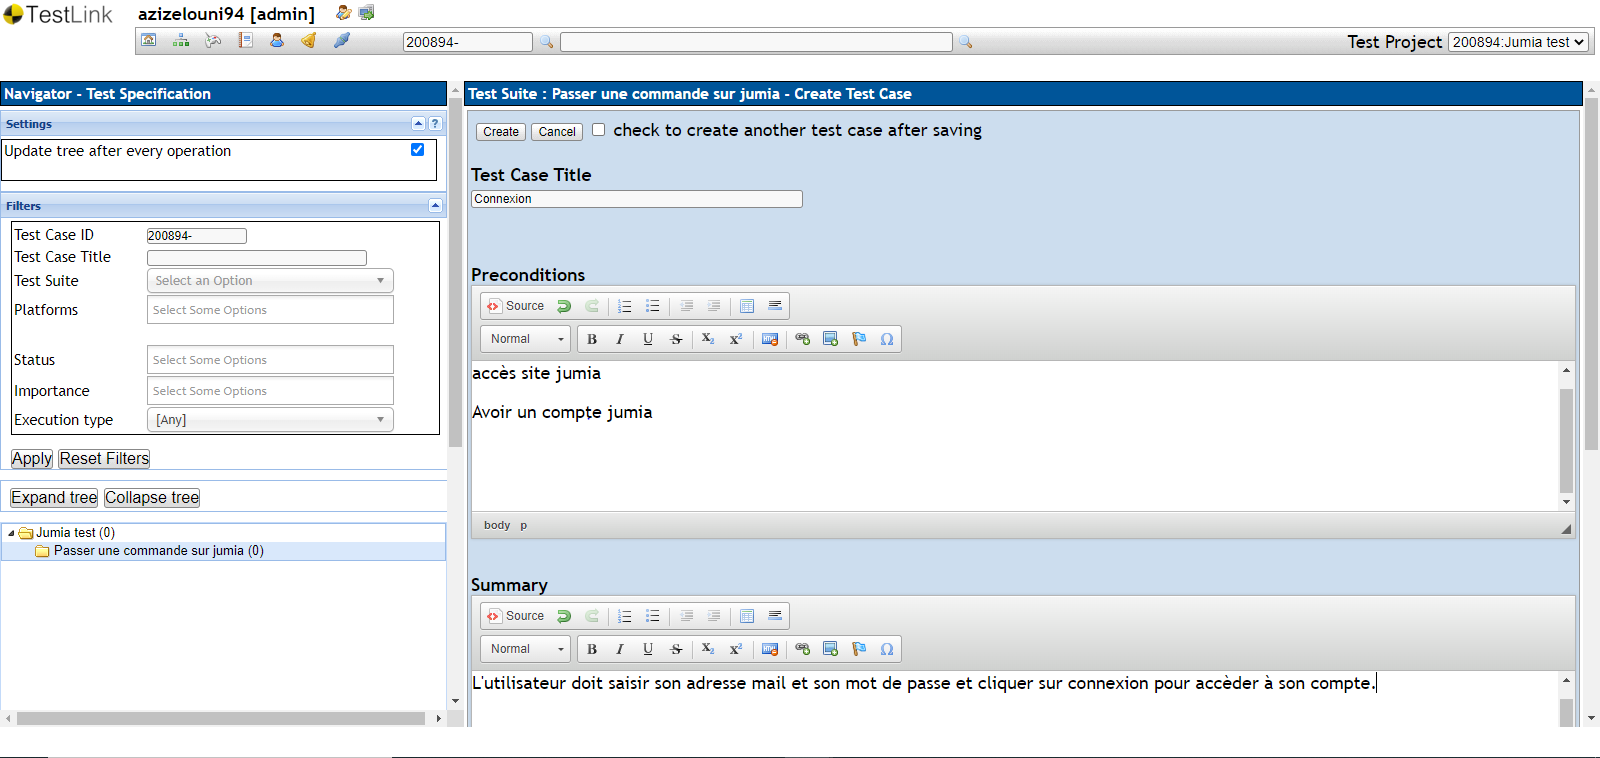 TestLink
azizelouni94 [admin]
200894-
Test Project
200894:Jumia test
Navigator - Test Specification
Settings
?
Update tree after every operation
Filters
Test Case ID
200894-
Test Case Title
Test Suite
Select an Option
Platforms
Select Some Options
Status
Select Some Options
Importance
Select Some Options
Execution type
[Any]
Apply
Reset Filters
Expand tree
Collapse tree
Jumia test (0)
Passer une commande sur jumia (0)
Test Suite : Passer une commande sur jumia - Create Test Case
Create
Cancel
check to create another test case after saving
Test Case Title
Connexion
Preconditions
Source
Normal
B I U S X₂ X² Ω
accès site jumia
Avoir un compte jumia
body p
Summary
Source
Normal
B I U S X₂ X² Ω
L'utilisateur doit saisir son adresse mail et son mot de passe et cliquer sur connexion pour accèder à son compte.